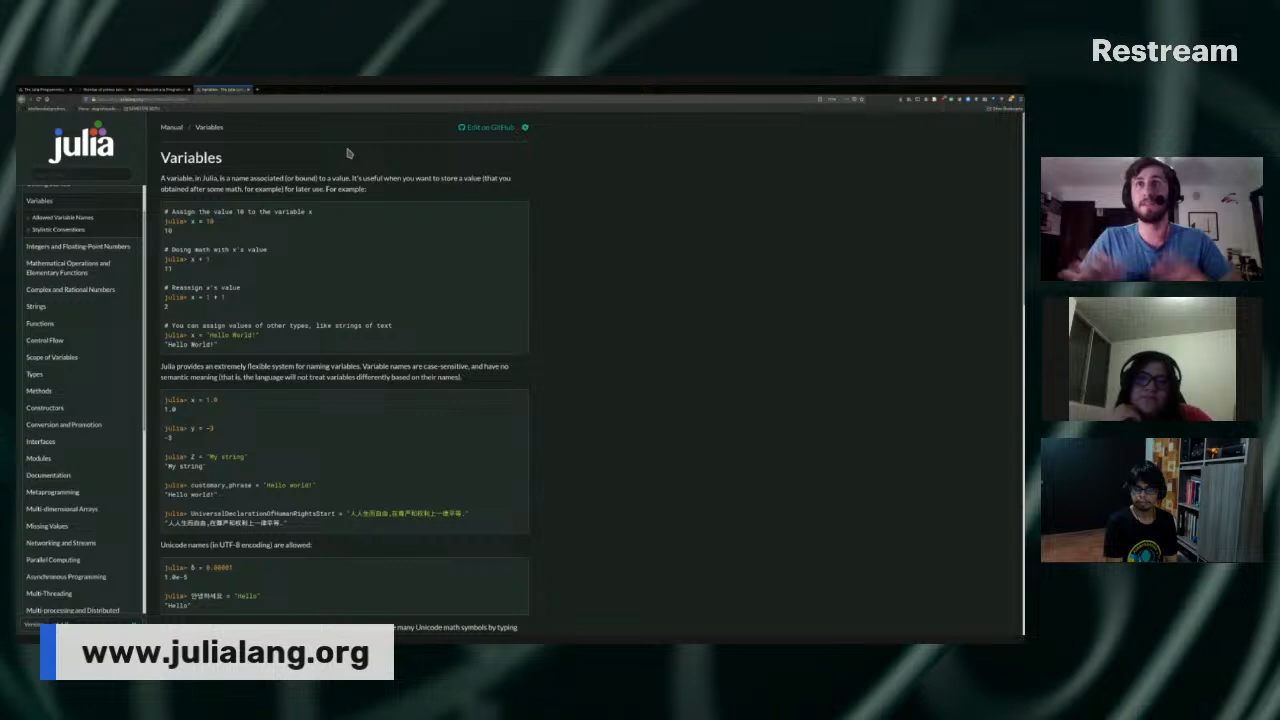 Restream
julia
Manual / Variables
Edit on GitHub
Variables
A variable, in Julia, is a name associated (or bound) to a value. It's useful when you want to store a value (that you
obtained after some math, for example) for later use. For example:
# Assign the value 10 to the variable x
julia> x = 10
10
# Doing math with x's value
julia> x + 1
11
# Reassign x's value
julia> x = 1 + 1
2
# You can assign values of other types, like strings of text
julia> x = "Hello World!"
"Hello World!"
Julia provides an extremely flexible system for naming variables. Variable names are case-sensitive, and have no
semantic meaning (that is, the language will not treat variables differently based on their names).
julia> x = 1.0
1.0
julia> y = -3
-3
julia> Z = "My string"
"My string"
julia> customary_phrase = "Hello world!"
"Hello world!"
julia> UniversalDeclarationOfHumanRightsStart = "人人生而自由,在尊严和权利上一律平等."
"人人生而自由,在尊严和权利上一律平等."
Unicode names (in UTF-8 encoding) are allowed:
julia> δ = 0.00001
1.0e-5
julia> 안녕하세요 = "Hello"
"Hello"
many Unicode math symbols by typing
Variables
Allowed Variable Names
Stylistic Conventions
Integers and Floating-Point Numbers
Mathematical Operations and
Elementary Functions
Complex and Rational Numbers
Strings
Functions
Control Flow
Scope of Variables
Types
Methods
Constructors
Conversion and Promotion
Interfaces
Modules
Documentation
Metaprogramming
Multi-dimensional Arrays
Missing Values
Networking and Streams
Parallel Computing
Asynchronous Programming
Multi-Threading
Multi-processing and Distributed
www.julialang.org